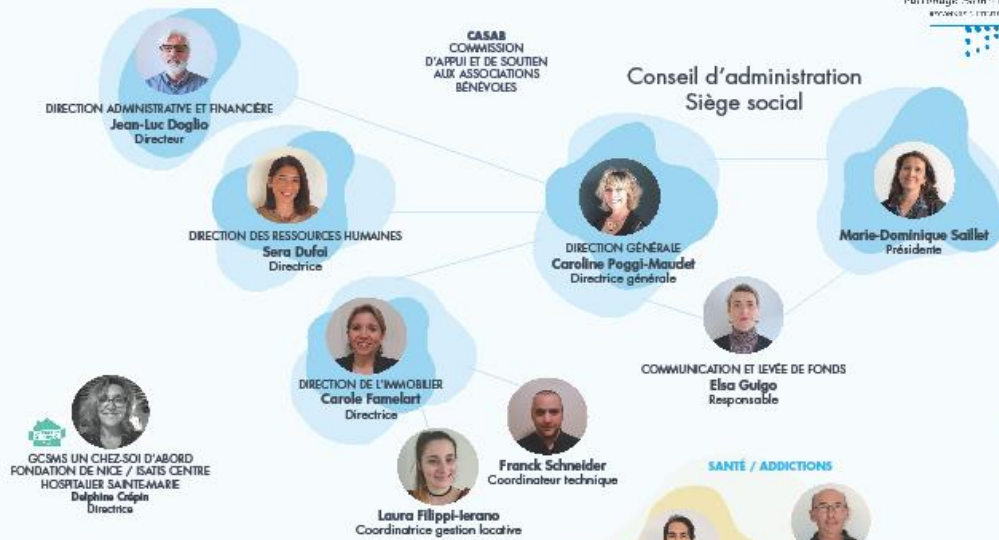 CASAB
COMMISSION
D'APPUI ET DE SOUTIEN
AUX ASSOCIATIONS
BÉNÉVOLES
Conseil d'administration
Siège social
DIRECTION ADMINISTRATIVE ET FINANCIÈRE
Jean-Luc Doglio
Directeur
DIRECTION DES RESSOURCES HUMAINES
Sera Dufoi
Directrice
DIRECTION GÉNÉRALE
Caroline Poggi-Maudet
Directrice générale
Marie-Dominique Saillet
Présidente
COMMUNICATION ET LEVÉE DE FONDS
Elsa Guigo
Responsable
DIRECTION DE L'IMMOBILIER
Carole Famelart
Directrice
Franck Schneider
Coordinateur technique
Laura Filippi-Ierano
Coordinatrice gestion locative
GCSMS UN CHEZ-SOI D'ABORD
FONDATION DE NICE / ISATIS CENTRE
HOSPITALIER SAINTE-MARIE
Delphine Crépin
Directrice
SANTÉ / ADDICTIONS